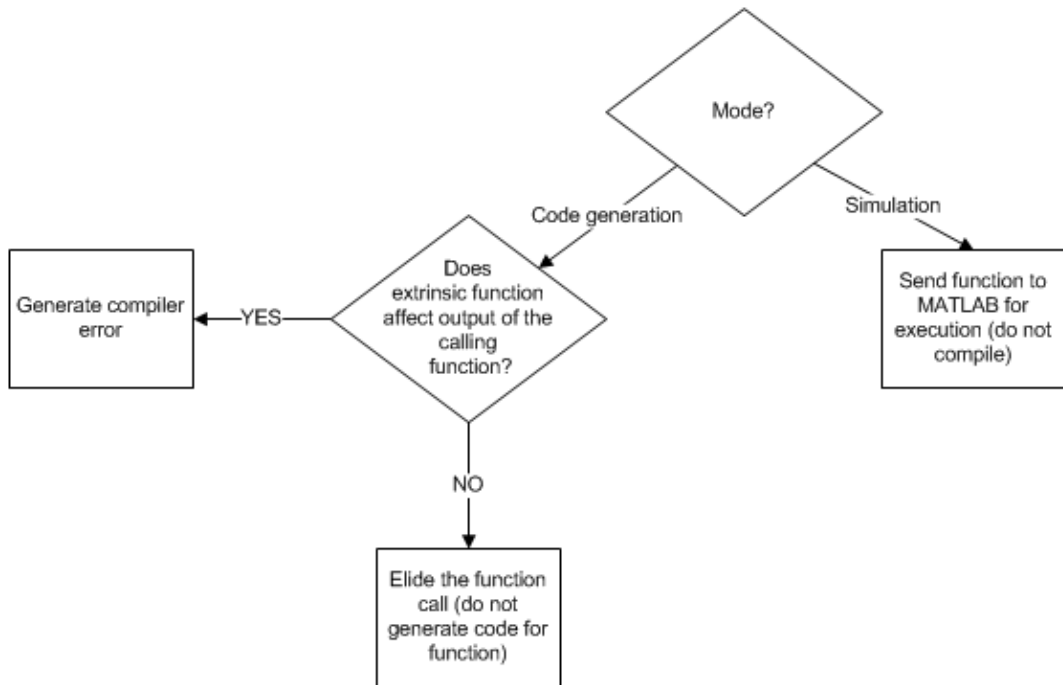 Mode?
Code generation
Simulation
Does
extrinsic function
affect output of the
calling
function?
Send function to
MATLAB for
execution (do not
compile)
Generate compiler
error
YES
NO
Elide the function
call (do not
generate code for
function)